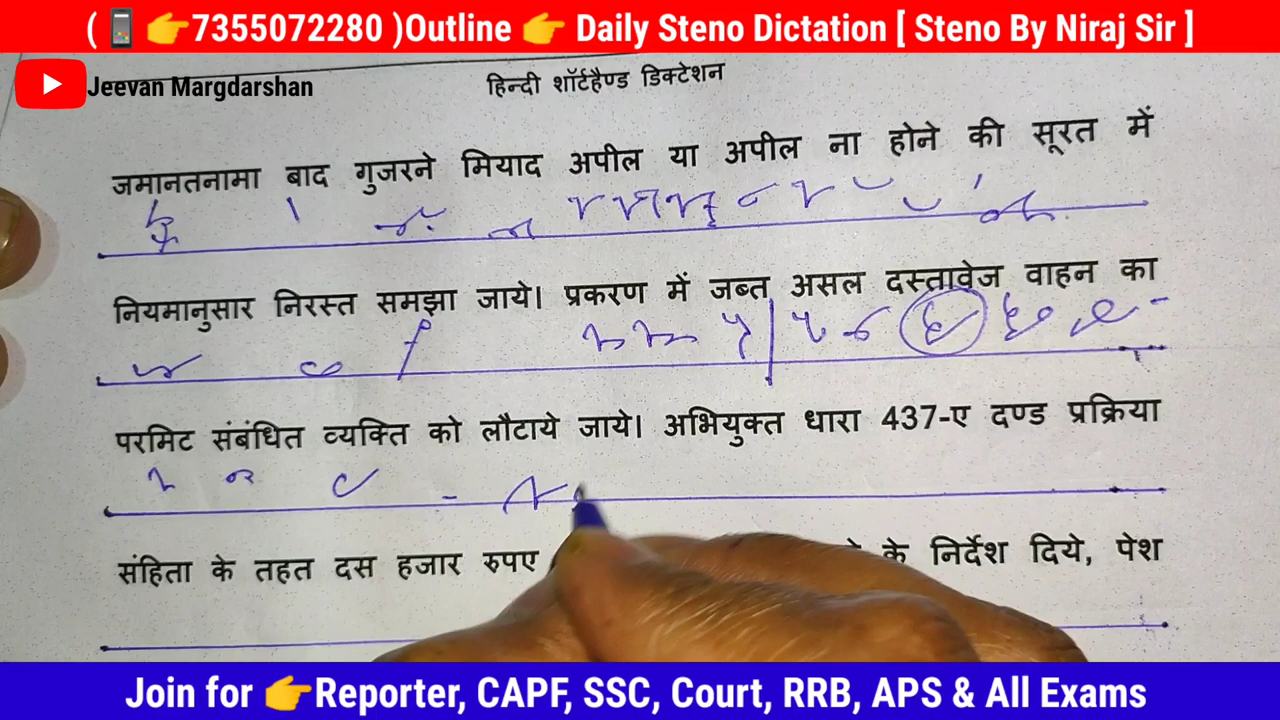 ( 📱👉7355072280 )Outline 👉 Daily Steno Dictation [ Steno By Niraj Sir ]
Jeevan Margdarshan
हिन्दी शॉर्टहैण्ड डिक्टेशन
जमानतनामा बाद गुजरने मियाद अपील या अपील ना होने की सूरत में
नियमानुसार निरस्त समझा जाये। प्रकरण में जब्त असल दस्तावेज वाहन का
परमिट संबंधित व्यक्ति को लौटाये जाये। अभियुक्त धारा 437-ए दण्ड प्रक्रिया
संहिता के तहत दस हजार रुपए के निर्देश दिये, पेश
Join for 👉Reporter, CAPF, SSC, Court, RRB, APS & All Exams